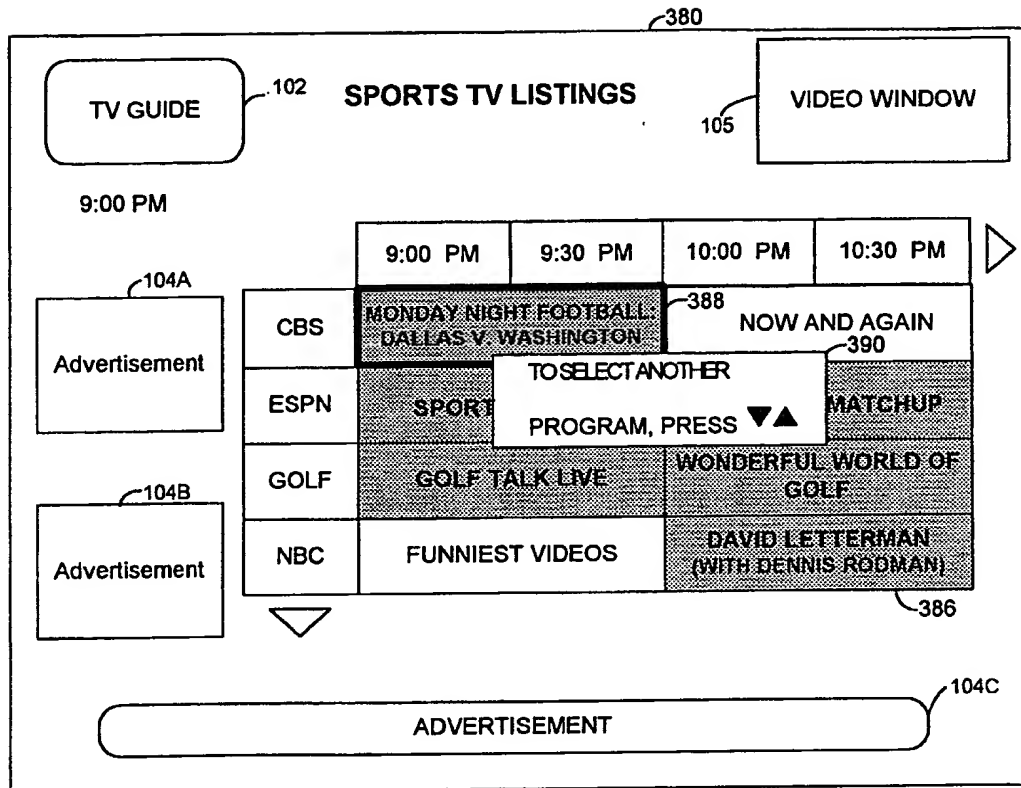 380
TV GUIDE
102
SPORTS TV LISTINGS
105
VIDEO WINDOW
9:00 PM
9:00 PM 9:30 PM 10:00 PM 10:30 PM
104A
Advertisement
CBS
MONDAY NIGHT FOOTBALL:
DALLAS V. WASHINGTON
388
NOW AND AGAIN
390
TO SELECT ANOTHER
PROGRAM, PRESS ▼▲
ESPN
SPORT
MATCHUP
GOLF
GOLF TALK LIVE
WONDERFUL WORLD OF
GOLF
104B
Advertisement
NBC
FUNNIEST VIDEOS
DAVID LETTERMAN
(WITH DENNIS RODMAN)
386
104C
ADVERTISEMENT